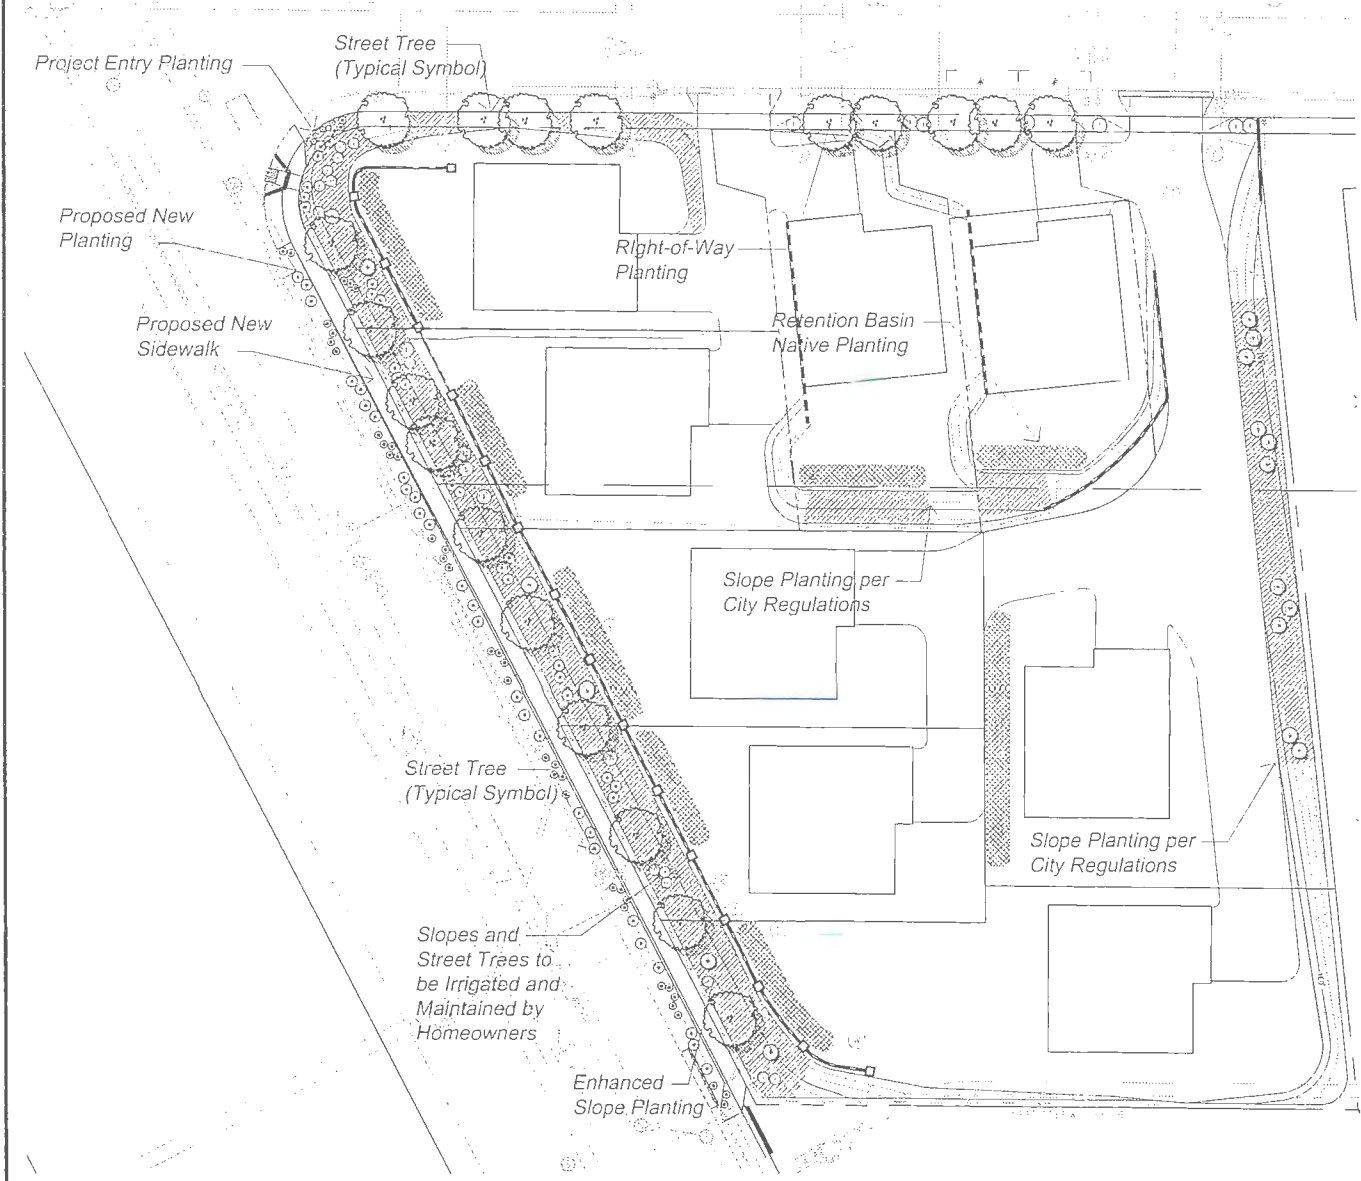 Street Tree
(Typical Symbol)
Project Entry Planting
Proposed New
Planting
Right-of-Way
Planting
Proposed New
Sidewalk
Retention Basin
Native Planting
Slope Planting per
City Regulations
Street Tree
(Typical Symbol)
Slope Planting per
City Regulations
Slopes and
Street Trees to
be Irrigated and
Maintained by
Homeowners
Enhanced
Slope Planting